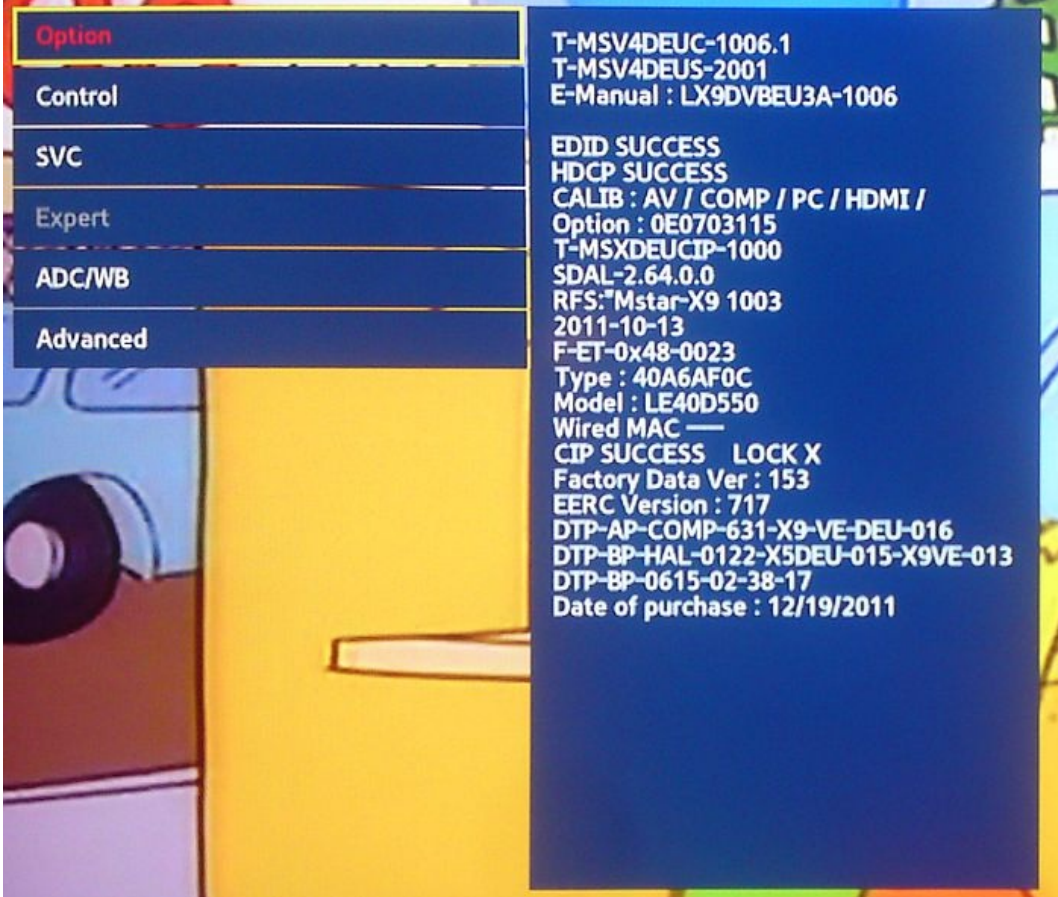 Option
Control
SVC
Expert
ADC/WB
Advanced
T-MSV4DEUC-1006.1
T-MSV4DEUS-2001
E-Manual : LX9DVBEU3A-1006
EDID SUCCESS
HDCP SUCCESS
CALIB : AV / COMP / PC / HDMI /
Option : 0E0703115
T-MSXDEUCIP-1000
SDAL-2.64.0.0
RFS:"Mstar-X9 1003
2011-10-13
F-ET-0x48-0023
Type : 40A6AF0C
Model : LE40D550
Wired MAC ──
CIP SUCCESS LOCK X
Factory Data Ver : 153
EERC Version : 717
DTP-AP-COMP-631-X9-VE-DEU-016
DTP-BP-HAL-0122-X5DEU-015-X9VE-013
DTP-BP-0615-02-38-17
Date of purchase : 12/19/2011